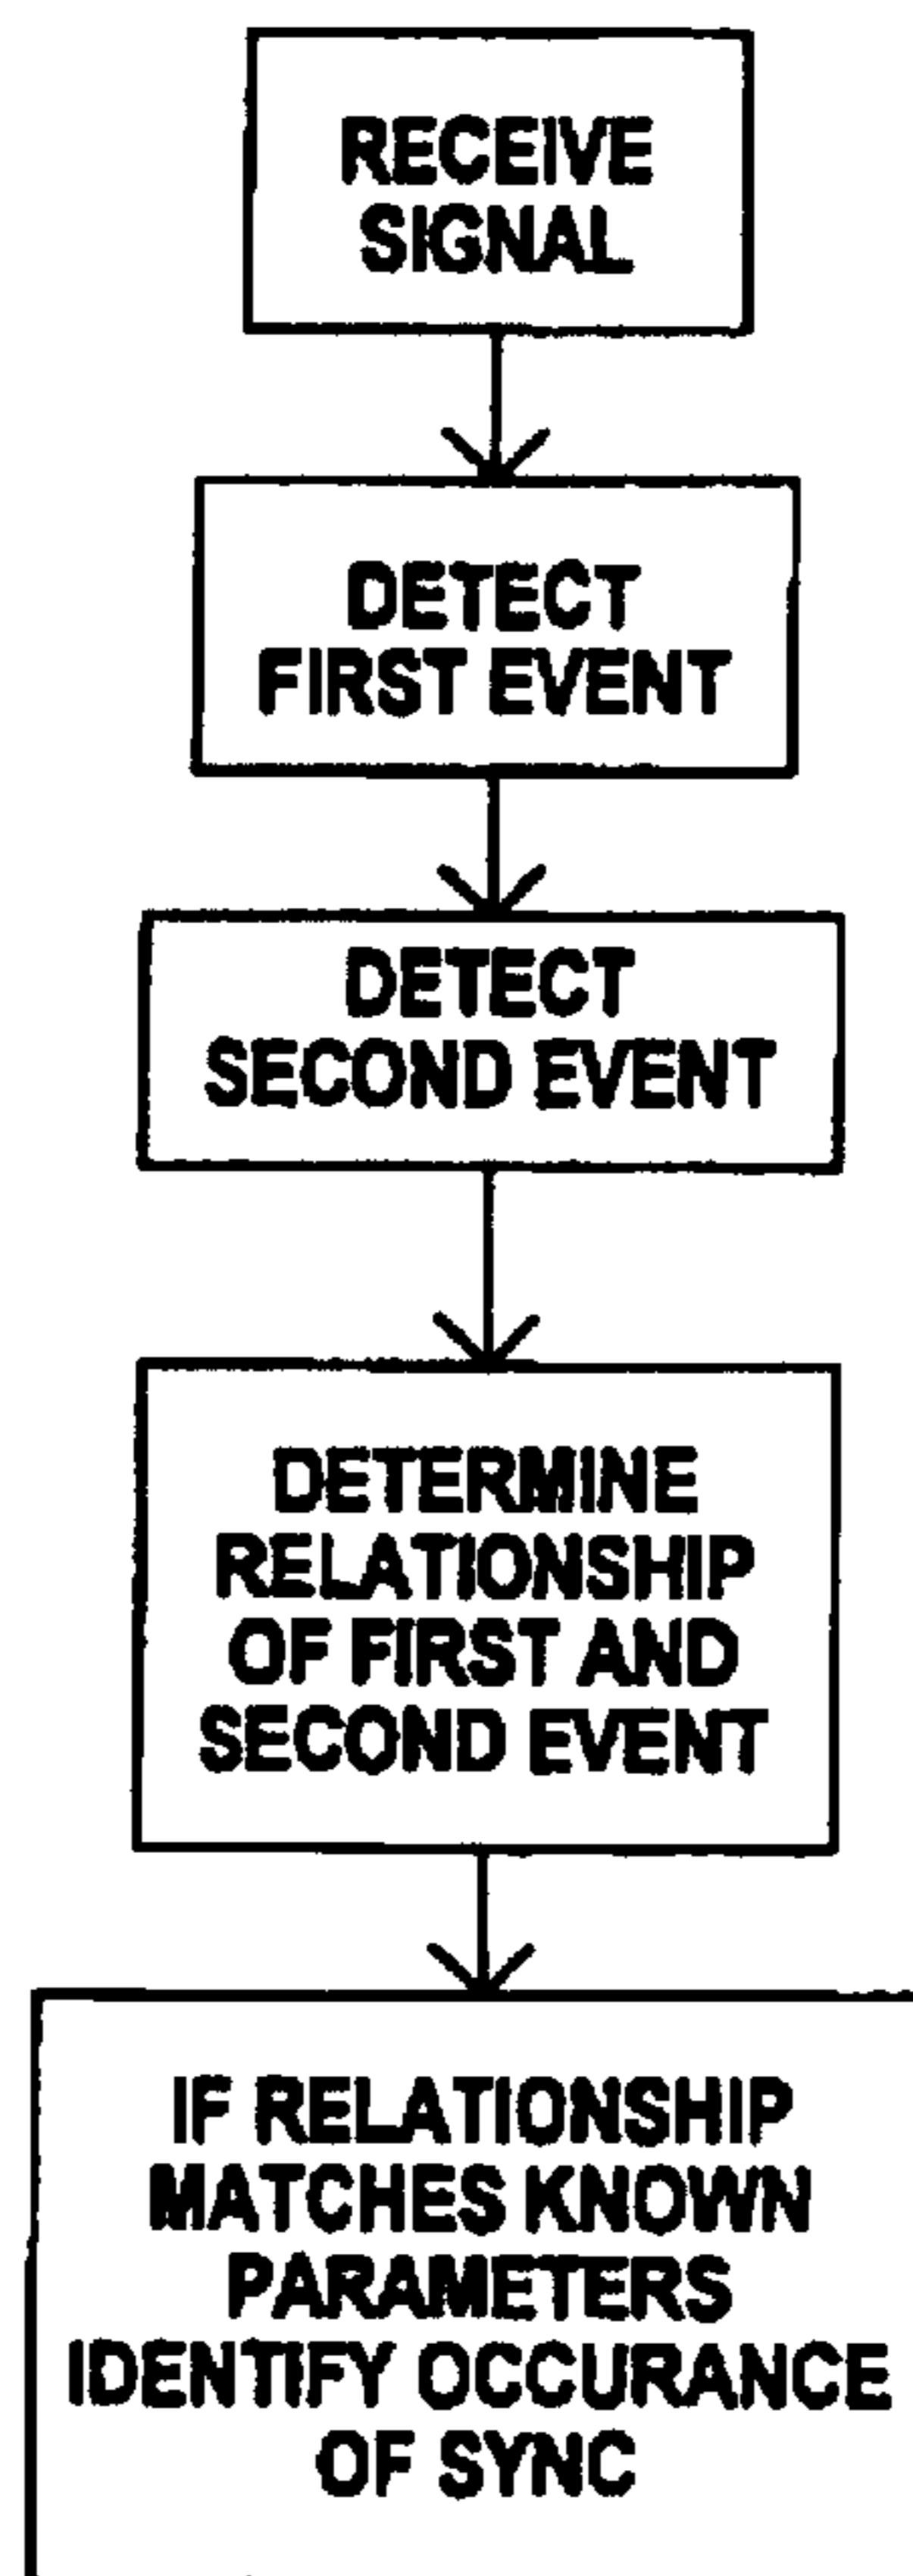 RECEIVE
SIGNAL
DETECT
FIRST EVENT
DETECT
SECOND EVENT
DETERMINE
RELATIONSHIP
OF FIRST AND
SECOND EVENT
IF RELATIONSHIP
MATCHES KNOWN
PARAMETERS
IDENTIFY OCCURANCE
OF SYNC